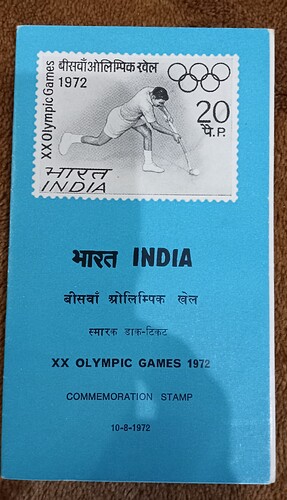 XX Olympic Games
बीसवाँ ओलिम्पिक खेल
1972
20
पै. P.
भारत
INDIA
भारत INDIA
बीसवाँ ओलिम्पिक खेल
स्मारक डाक-टिकट
XX OLYMPIC GAMES 1972
COMMEMORATION STAMP
10-8-1972